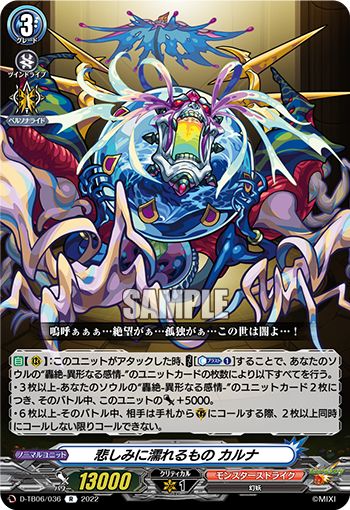 3
グレード
ツインドライブ
ペルソナライド
SAMPLE
嗚呼ぁぁぁ…絶望がぁ…孤独がぁ…この世は闇よ…!
自【】:このユニットがアタックした時、【(ブラスト1)】することで、あなたのソ
ウルの“轟絶-異形なる感情-”のユニットカードの枚数により以下すべてを行う。
・3枚以上-あなたのソウルの“轟絶-異形なる感情-”のユニットカード2枚に
つき、そのバトル中、このユニットの+5000。
・6枚以上-そのバトル中、相手は手札からにコールする際、2枚以上同時
にコールしない限りコールできない。
ノーマルユニット
悲しみに濡れるもの カルナ
パワー
13000
クリティカル
1
モンスターストライク
幻妖
D-TB06/036 R 2022
©MIXI